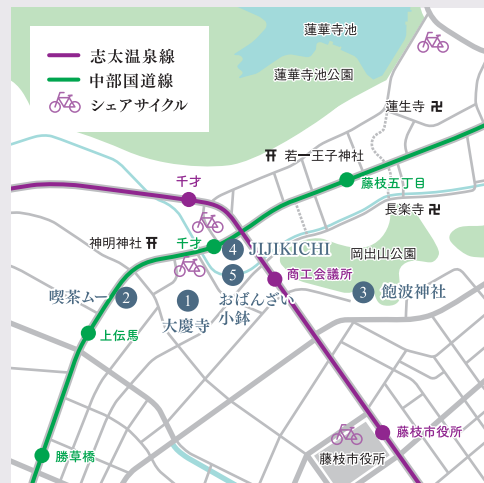 志太温泉線
中部国道線
シェアサイクル
蓮華寺池
蓮華寺池公園
蓮生寺 卍
若一王子神社
千才
藤枝五丁目
長楽寺 卍
神明神社
千才
4 JIJIKICHI
岡出山公園
5
おばんざい
小鉢
商工会議所
喫茶ムー 2
1
大慶寺
3 飽波神社
上伝馬
藤枝市役所
勝草橋
藤枝市役所